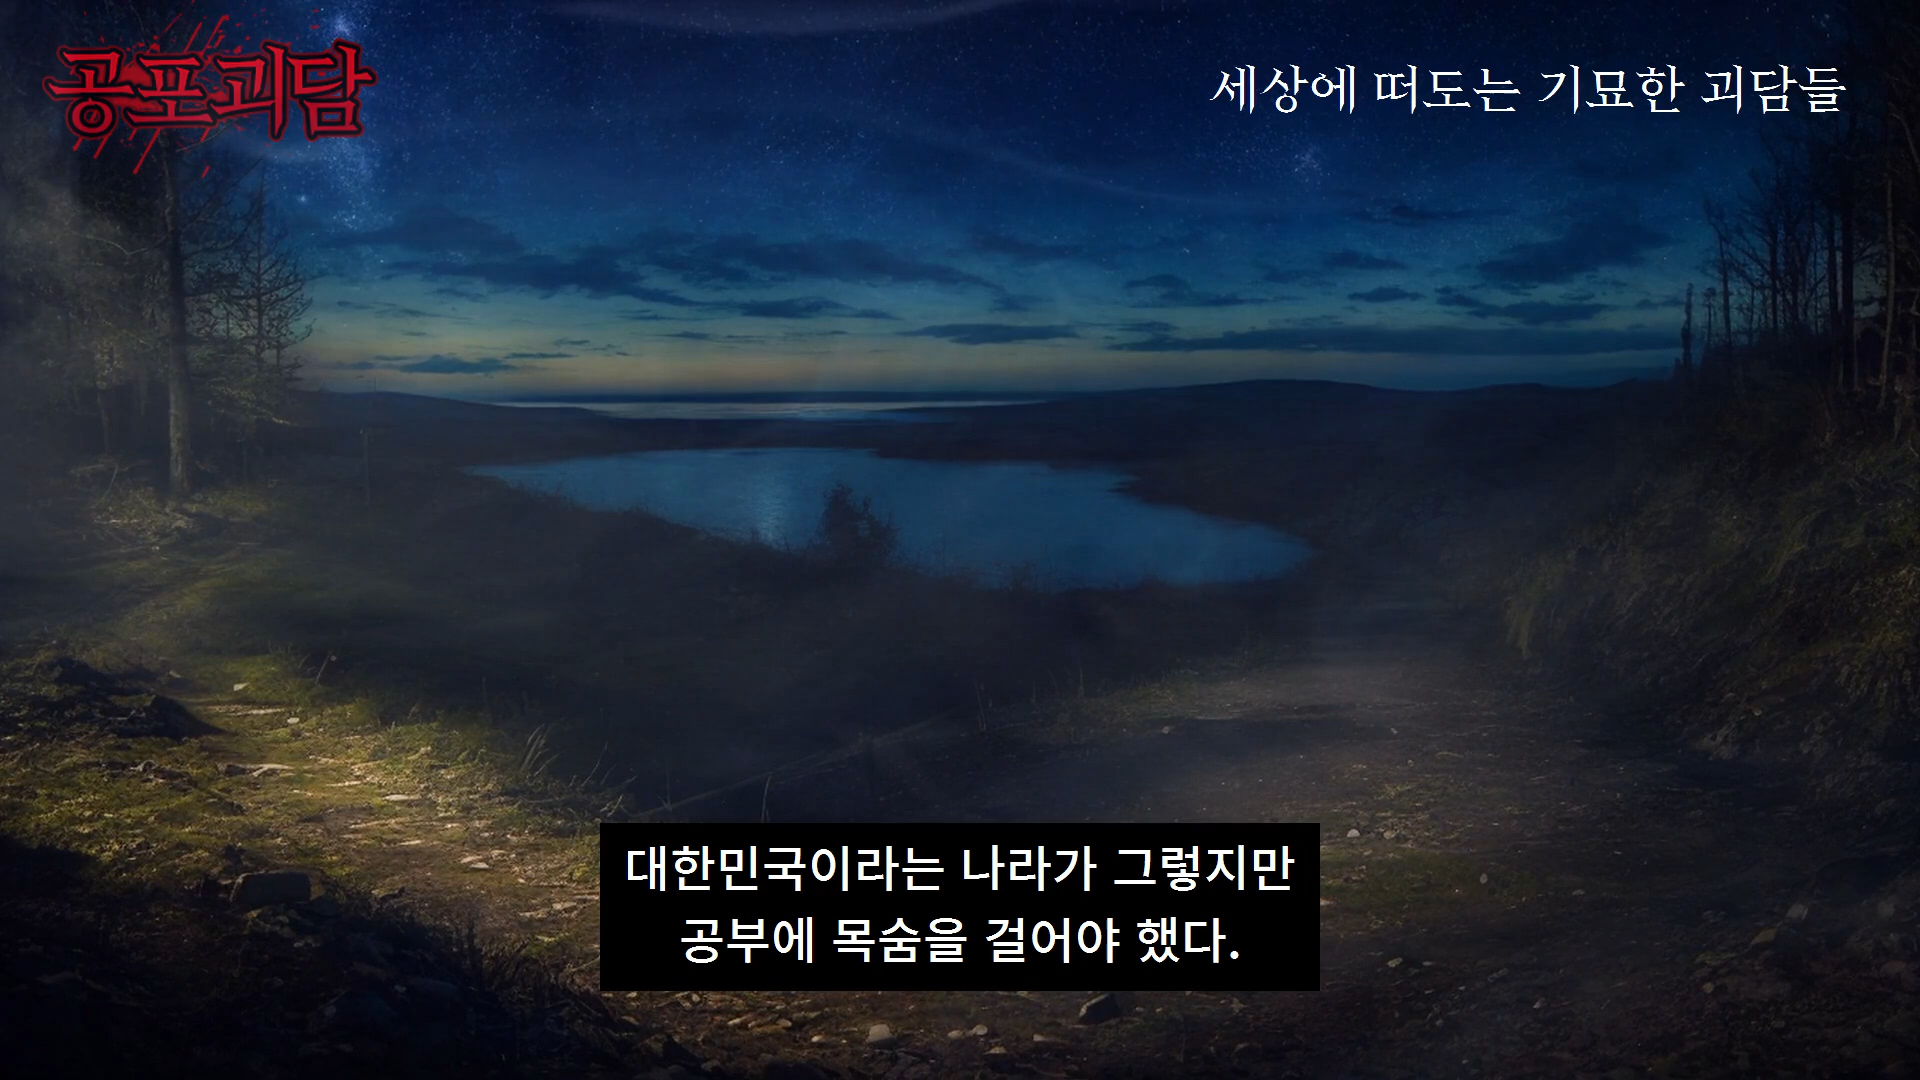 공포괴담
세상에 떠도는 기묘한 괴담들
대한민국이라는 나라가 그렇지만
공부에 목숨을 걸어야 했다.